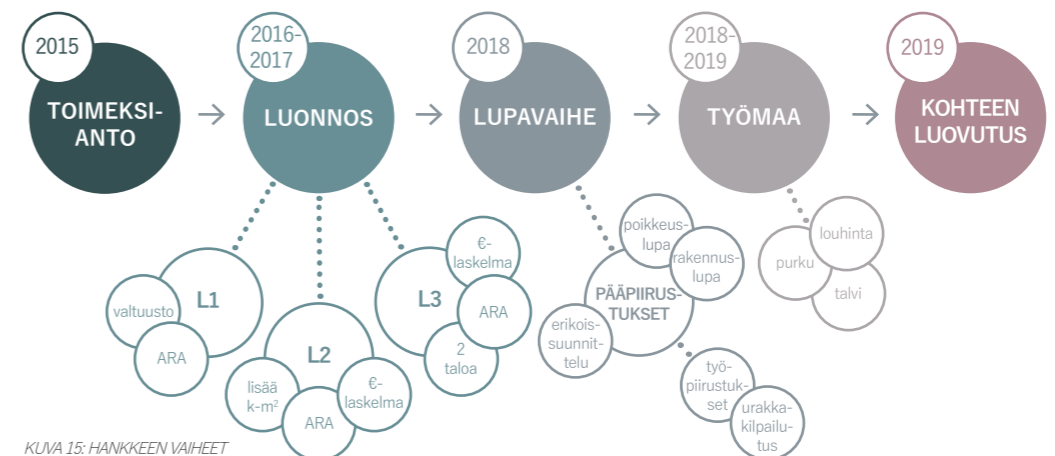 2015
TOIMEKSI-
ANTO
2016-
2017
LUONNOS
2018
LUPAVAIHE
2018-
2019
TYÖMAA
2019
KOHTEEN
LUOVUTUS
L1
valtuusto
ARA
L2
lisää
k-m²
ARA
€-
laskelma
L3
€-
laskelma
ARA
2
taloa
poikkeus-
lupa
rakennus-
lupa
PÄÄPIIRUS-
TUKSET
erikois-
suunnit-
telu
työ-
piirustuk-
set
urakka-
kilpailu-
tus
purku
louhinta
talvi
KUVA 15: HANKKEEN VAIHEET